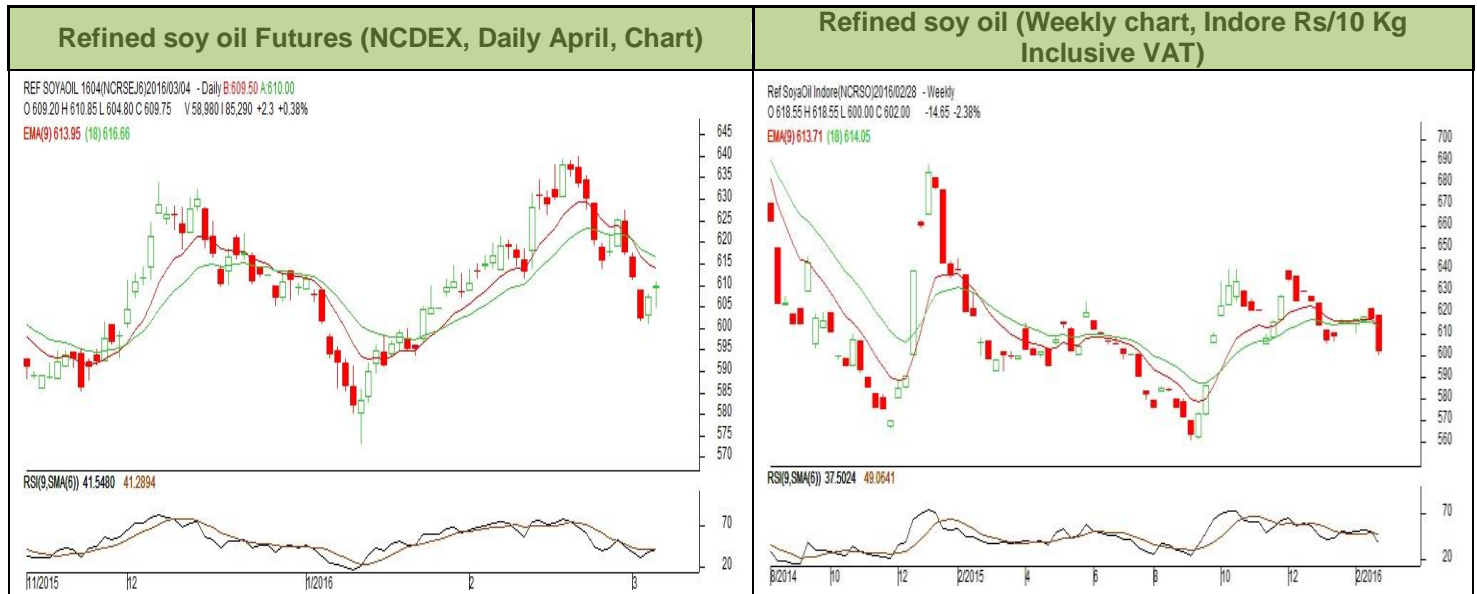 Refined soy oil Futures (NCDEX, Daily April, Chart)
REF SOYAOIL 1604(NCRSEJ6)2016/03/04 - Daily B:609.50 A:610.00
O 609.20 H 610.85 L 604.80 C 609.75 V 58,980 I 85,290 +2.3 +0.38%
EMA(9) 613.95 (18) 616.66
645
640
635
630
625
620
615
610
605
600
595
590
585
580
575
570
RSI(9,SMA(6)) 41.5480 41.2894
70
20
11/2015 12 1/2016 2 3
Refined soy oil (Weekly chart, Indore Rs/10 Kg
Inclusive VAT)
Ref SoyaOil Indore(NCRSO)2016/02/28 - Weekly
O 618.55 H 618.55 L 600.00 C 602.00 -14.65 -2.38%
EMA(9) 613.71 (18) 614.05
700
690
680
670
660
650
640
630
620
610
600
590
580
570
560
RSI(9,SMA(6)) 37.5024 49.0641
70
20
8/2014 10 12 2/2015 4 6 8 10 12 2/2016